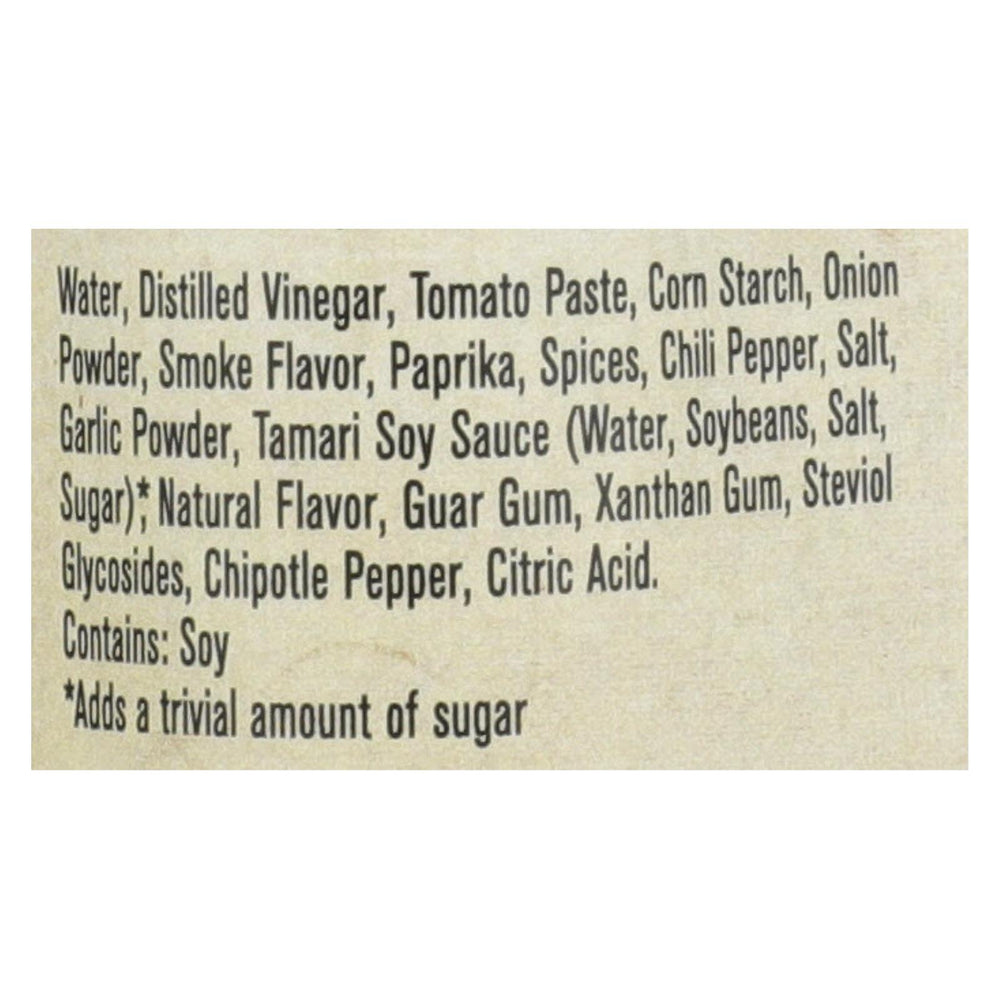 Water, Distilled Vinegar, Tomato Paste, Corn Starch, Onion
Powder, Smoke Flavor, Paprika, Spices, Chili Pepper, Salt,
Garlic Powder, Tamari Soy Sauce (Water, Soybeans, Salt,
Sugar)*, Natural Flavor, Guar Gum, Xanthan Gum, Steviol
Glycosides, Chipotle Pepper, Citric Acid.
Contains: Soy
*Adds a trivial amount of sugar